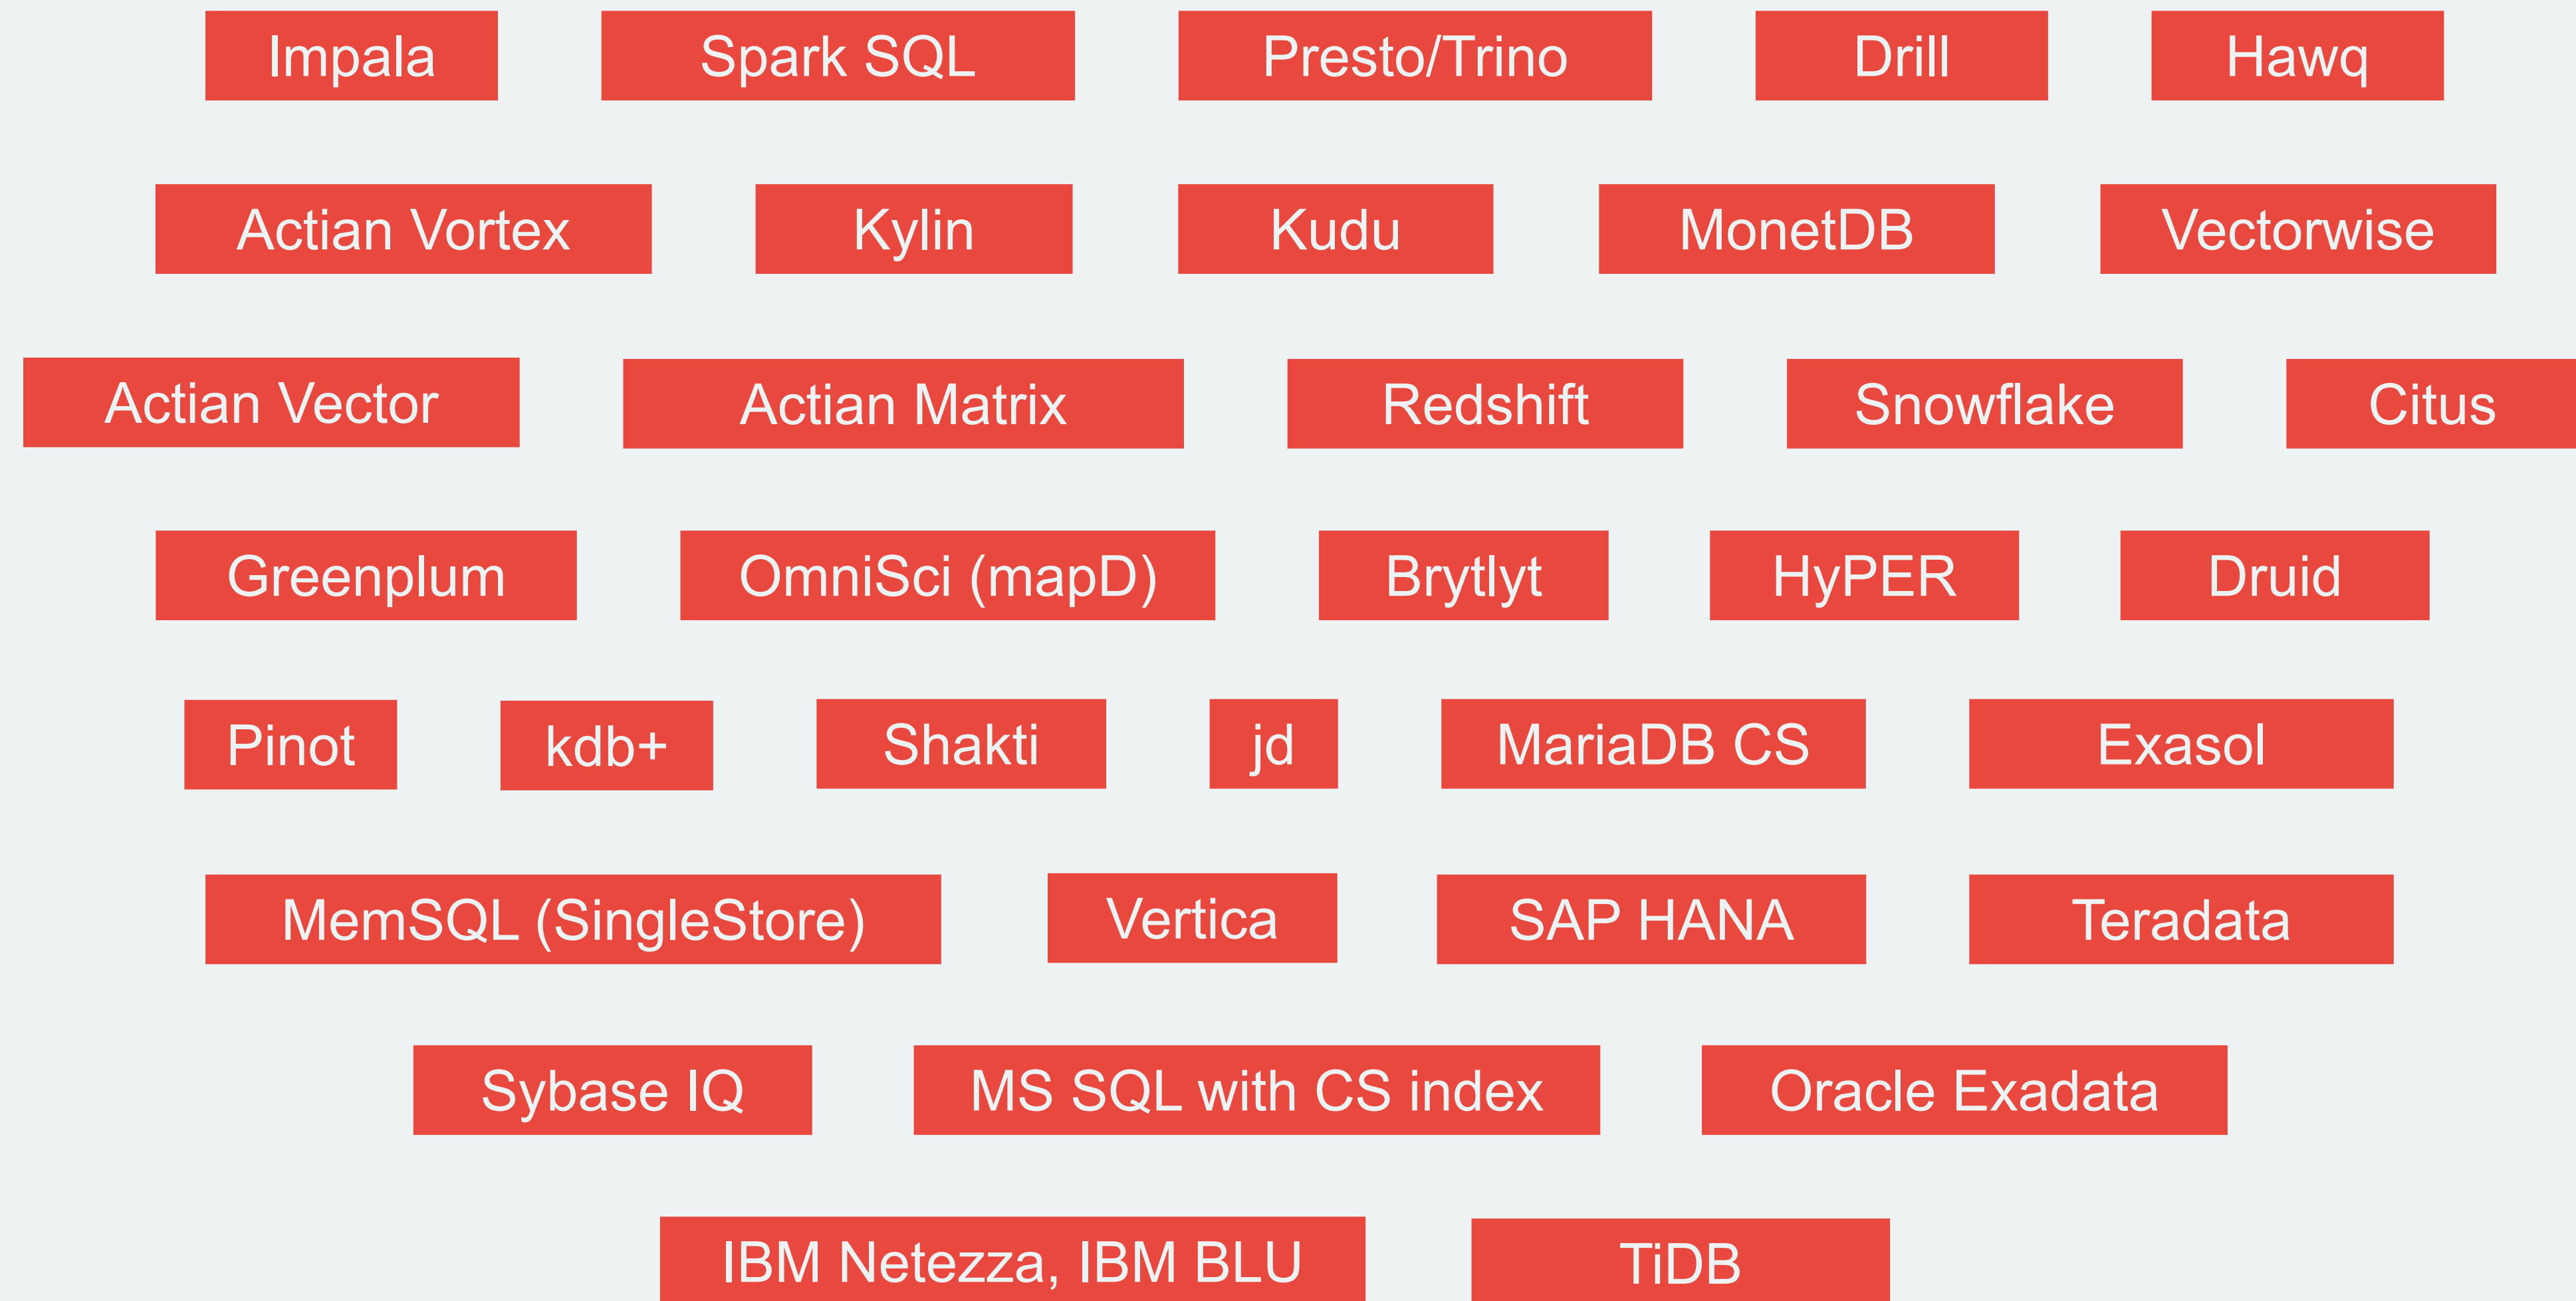 Impala
Spark SQL
Presto/Trino
Drill
Hawq
Actian Vortex
Kylin
Kudu
MonetDB
Vectorwise
Actian Vector
Actian Matrix
Redshift
Snowflake
Citus
Greenplum
OmniSci (mapD)
Brytlyt
HyPER
Druid
Pinot
kdb+
Shakti
jd
MariaDB CS
Exasol
MemSQL (SingleStore)
Vertica
SAP HANA
Teradata
Sybase IQ
MS SQL with CS index
Oracle Exadata
IBM Netezza, IBM BLU
TiDB